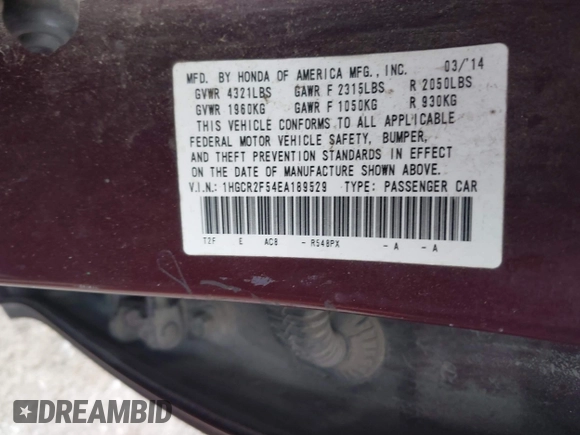 MFD. BY HONDA OF AMERICA MFG., INC. 03/'14
GVWR 4321LBS GAWR F 2315LBS R 2050LBS
GVWR 1960KG GAWR F 1050KG R 930KG
THIS VEHICLE CONFORMS TO ALL APPLICABLE
FEDERAL MOTOR VEHICLE SAFETY, BUMPER,
AND THEFT PREVENTION STANDARDS IN EFFECT
ON THE DATE OF MANUFACTURE SHOWN ABOVE.
V.I.N.: 1HGCR2F54EA189529 TYPE: PASSENGER CAR
T2F E AC8 - R548PX - A - A
DREAMBID